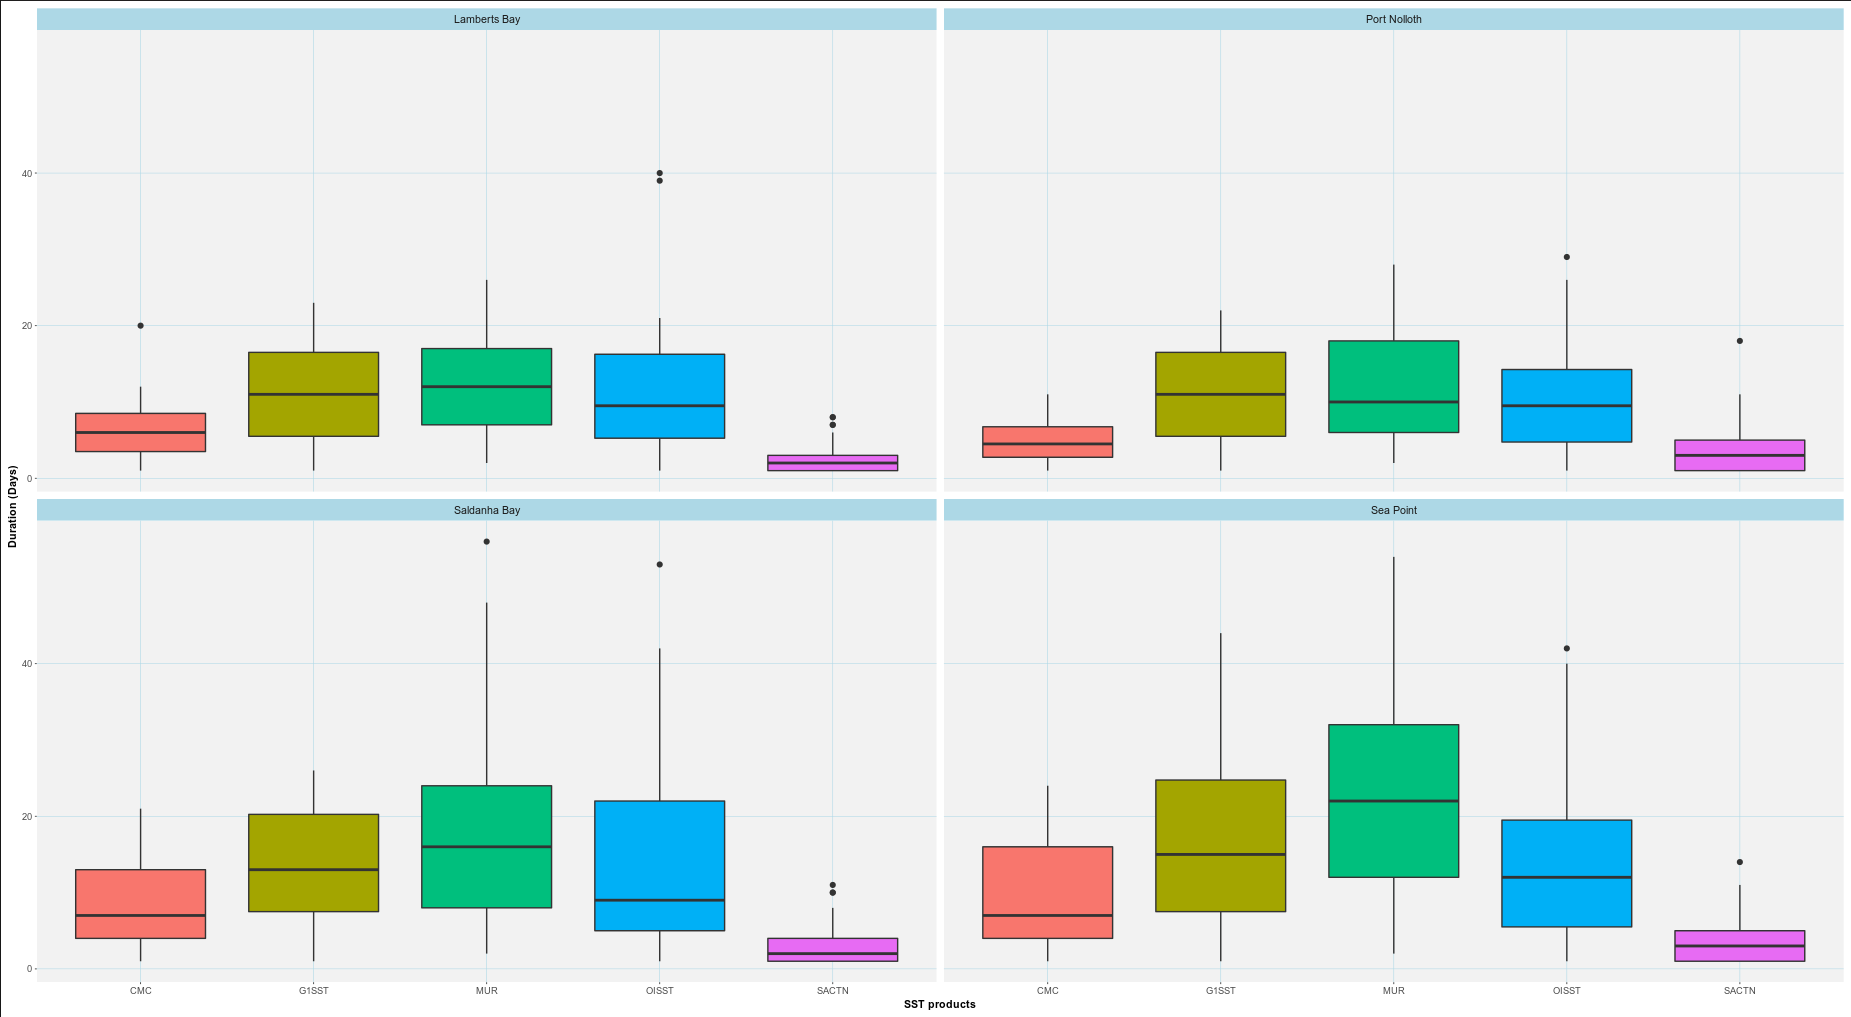 Lamberts Bay
Port Nolloth
40
20
0
Saldanha Bay
Sea Point
40
20
0
Duration (Days)
CMC G1SST MUR OISST SACTN CMC G1SST MUR OISST SACTN
SST products